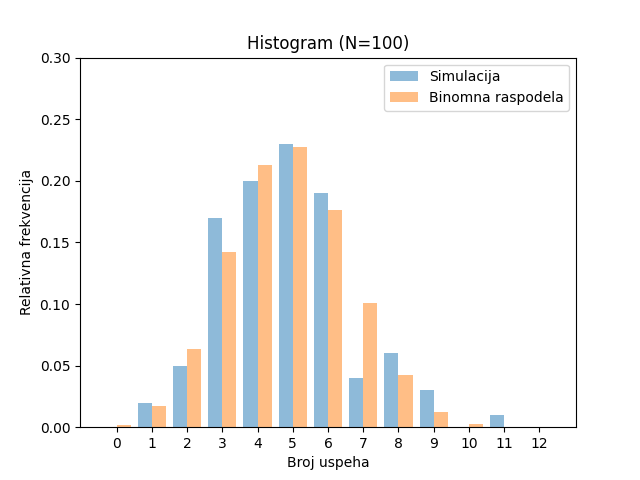 Histogram (N=100)
Simulacija
Binomna raspodela
0.30
0.25
0.20
0.15
0.10
0.05
0.00
Relativna frekvencija
0 1 2 3 4 5 6 7 8 9 10 11 12
Broj uspeha